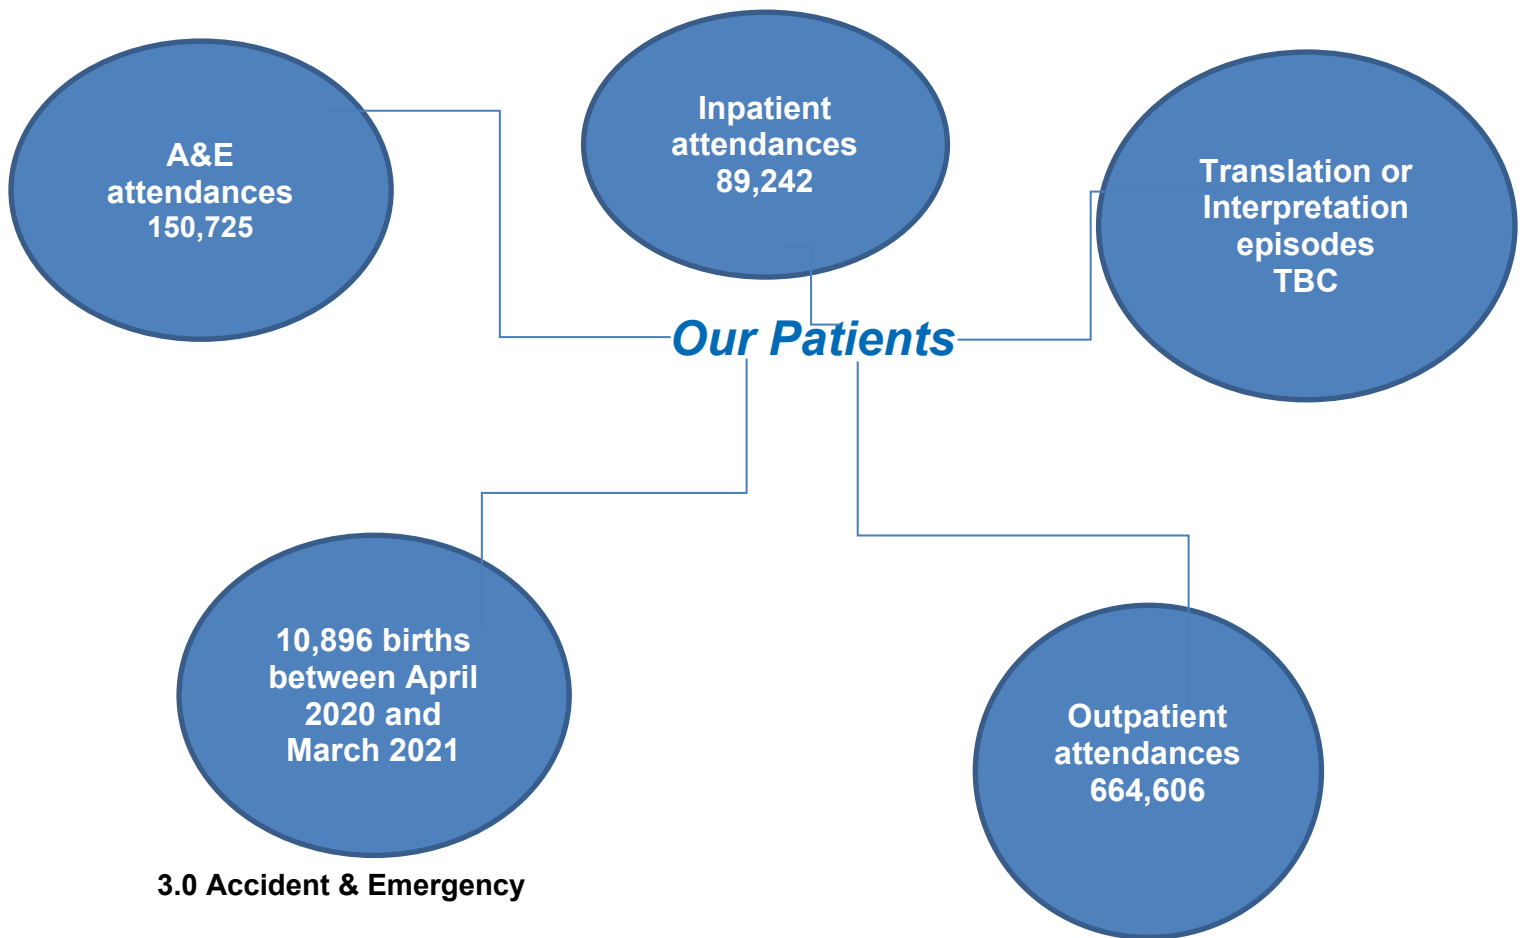 A&E
attendances
150,725
Inpatient
attendances
89,242
Translation or
Interpretation
episodes
TBC
Our Patients
10,896 births
between April
2020 and
March 2021
Outpatient
attendances
664,606
3.0 Accident & Emergency